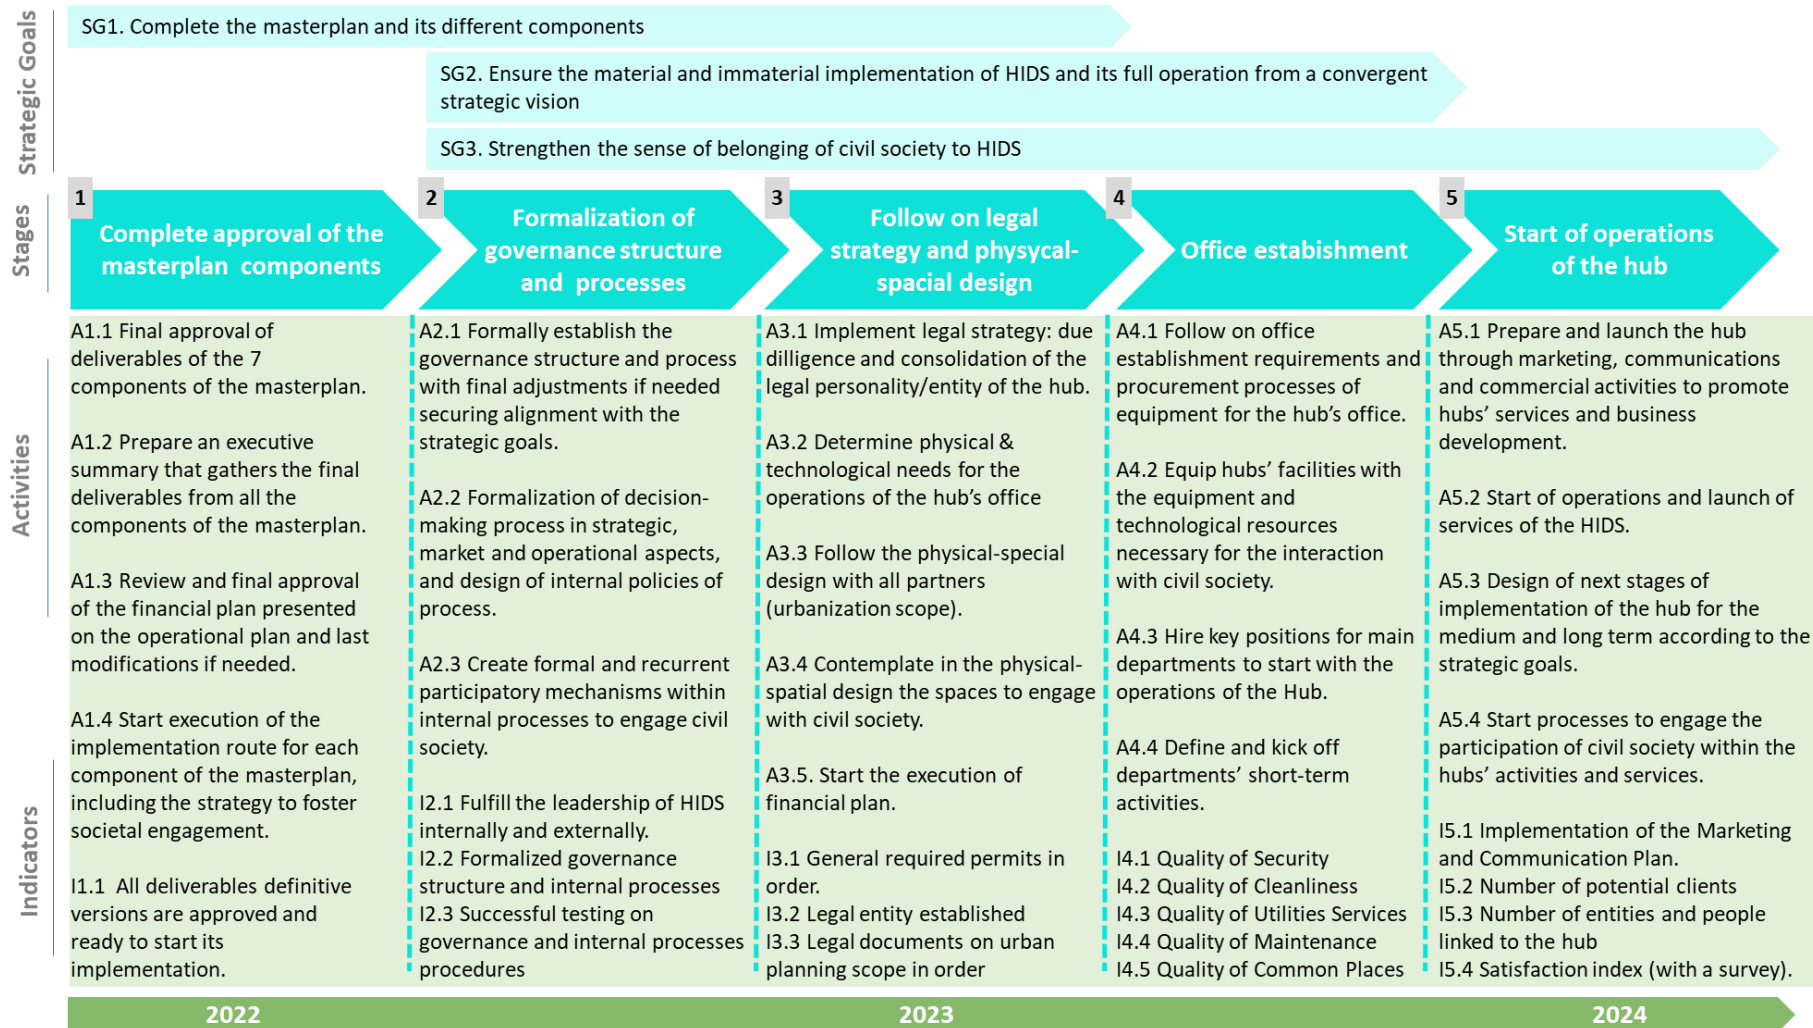 Strategic Goals
SG1. Complete the masterplan and its different components
SG2. Ensure the material and immaterial implementation of HIDS and its full operation from a convergent
strategic vision
SG3. Strengthen the sense of belonging of civil society to HIDS
Stages
1
Complete approval of the
masterplan components
2
Formalization of
governance structure
and processes
3
Follow on legal
strategy and physycal-
spacial design
4
Office estabishment
5
Start of operations
of the hub
Activities
Indicators
A1.1 Final approval of
deliverables of the 7
components of the masterplan.
A1.2 Prepare an executive
summary that gathers the final
deliverables from all the
components of the masterplan.
A1.3 Review and final approval
of the financial plan presented
on the operational plan and last
modifications if needed.
A1.4 Start execution of the
implementation route for each
component of the masterplan,
including the strategy to foster
societal engagement.
I1.1 All deliverables definitive
versions are approved and
ready to start its
implementation.
A2.1 Formally establish the
governance structure and process
with final adjustments if needed
securing alignment with the
strategic goals.
A2.2 Formalization of decision-
making process in strategic,
market and operational aspects,
and design of internal policies of
process.
A2.3 Create formal and recurrent
participatory mechanisms within
internal processes to engage civil
society.
I2.1 Fulfill the leadership of HIDS
internally and externally.
I2.2 Formalized governance
structure and internal processes
I2.3 Successful testing on
governance and internal processes
procedures
A3.1 Implement legal strategy: due
dilligence and consolidation of the
legal personality/entity of the hub.
A3.2 Determine physical &
technological needs for the
operations of the hub's office
A3.3 Follow the physical-special
design with all partners
(urbanization scope).
A3.4 Contemplate in the physical-
spatial design the spaces to engage
with civil society.
A3.5. Start the execution of
financial plan.
I3.1 General required permits in
order.
I3.2 Legal entity established
I3.3 Legal documents on urban
planning scope in order
A4.1 Follow on office
establishment requirements and
procurement processes of
equipment for the hub's office.
A4.2 Equip hubs' facilities with
the equipment and
technological resources
necessary for the interaction
with civil society.
A4.3 Hire key positions for main
departments to start with the
operations of the Hub.
A4.4 Define and kick off
departments' short-term
activities.
I4.1 Quality of Security
I4.2 Quality of Cleanliness
I4.3 Quality of Utilities Services
I4.4 Quality of Maintenance
I4.5 Quality of Common Places
A5.1 Prepare and launch the hub
through marketing, communications
and commercial activities to promote
hubs' services and business
development.
A5.2 Start of operations and launch of
services of the HIDS.
A5.3 Design of next stages of
implementation of the hub for the
medium and long term according to the
strategic goals.
A5.4 Start processes to engage the
participation of civil society within the
hubs' activities and services.
I5.1 Implementation of the Marketing
and Communication Plan.
I5.2 Number of potential clients
I5.3 Number of entities and people
linked to the hub
I5.4 Satisfaction index (with a survey).
2022
2023
2024